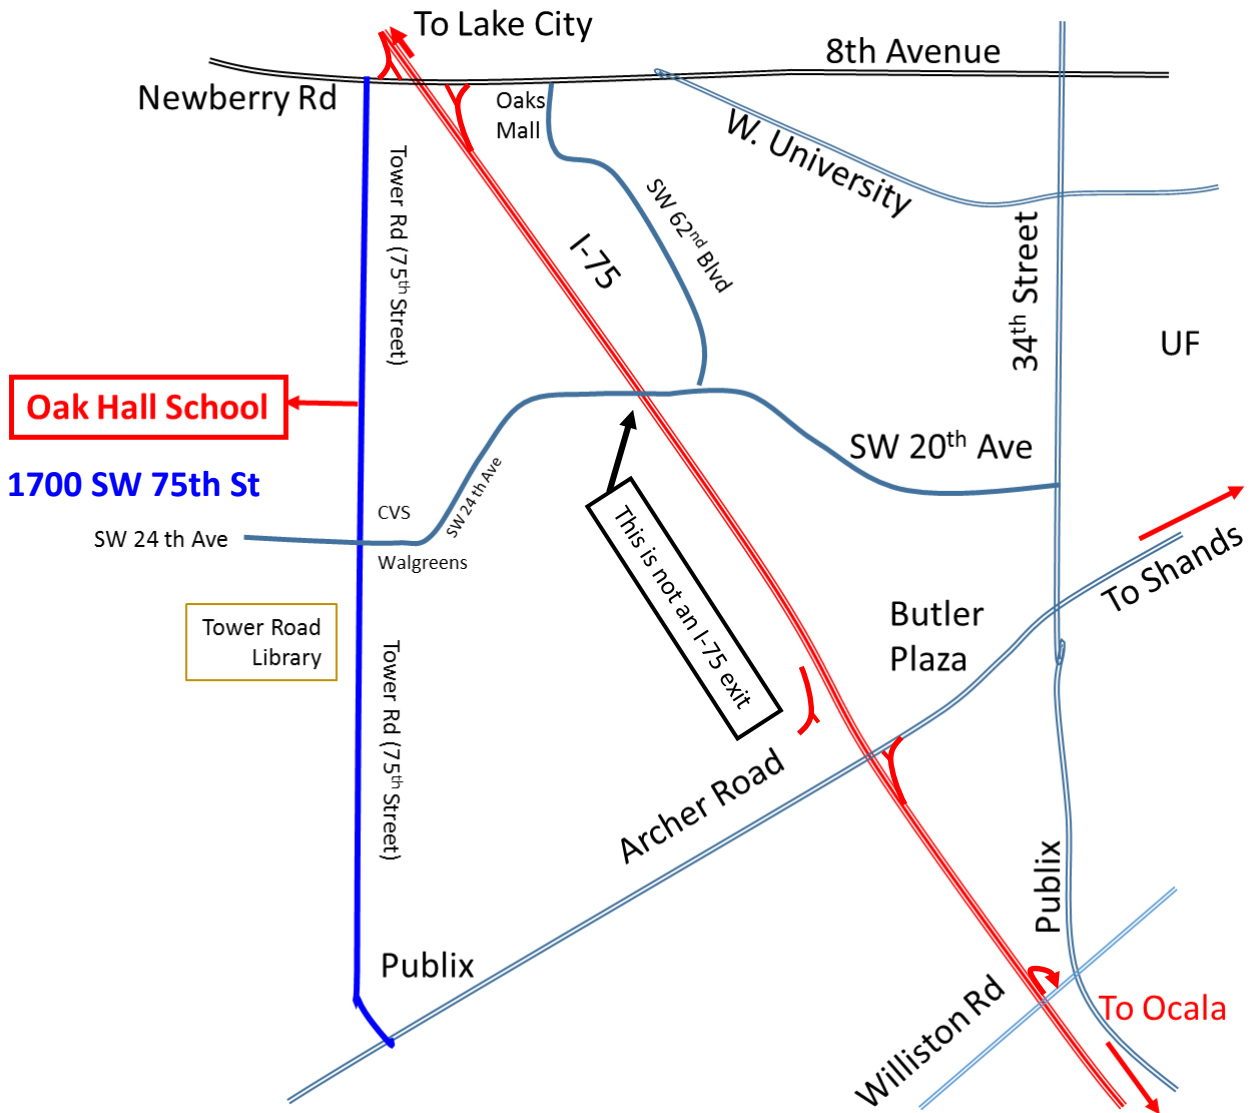 To Lake City
8th Avenue
Newberry Rd
Oaks
Mall
W. University
Tower Rd (75th Street)
SW 62nd Blvd
I-75
34th Street
UF
Oak Hall School
1700 SW 75th St
SW 20th Ave
SW 24 th Ave
CVS
SW 24 th Ave
Walgreens
This is not an I-75 exit
To Shands
Butler
Plaza
Tower Road
Library
Tower Rd (75th Street)
Archer Road
Publix
Publix
Williston Rd
To Ocala